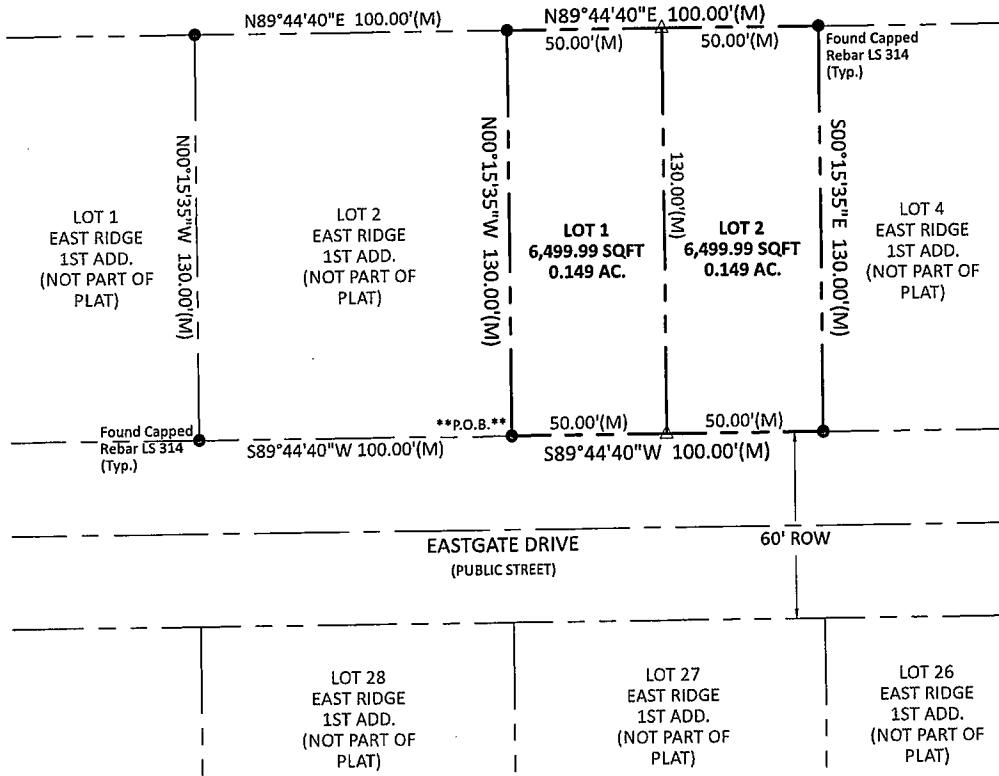 N89°44'40"E 100.00'(M)
N89°44'40"E 100.00'(M)
50.00'(M)
50.00'(M)
Found Capped
Rebar LS 314
(Typ.)
N00°15'35"W 130.00'(M)
N00°15'35"W 130.00'(M)
130.00'(M)
S00°15'35"E 130.00'(M)
LOT 1
EAST RIDGE
1ST ADD.
(NOT PART OF
PLAT)
LOT 2
EAST RIDGE
1ST ADD.
(NOT PART OF
PLAT)
LOT 1
6,499.99 SQFT
0.149 AC.
LOT 2
6,499.99 SQFT
0.149 AC.
LOT 4
EAST RIDGE
1ST ADD.
(NOT PART OF
PLAT)
Found Capped
Rebar LS 314
(Typ.)
**P.O.B.**
50.00'(M)
50.00'(M)
S89°44'40"W 100.00'(M)
S89°44'40"W 100.00'(M)
EASTGATE DRIVE
(PUBLIC STREET)
60' ROW
LOT 28
EAST RIDGE
1ST ADD.
(NOT PART OF
PLAT)
LOT 27
EAST RIDGE
1ST ADD.
(NOT PART OF
PLAT)
LOT 26
EAST RIDGE
1ST ADD.
(NOT PART OF
PLAT)